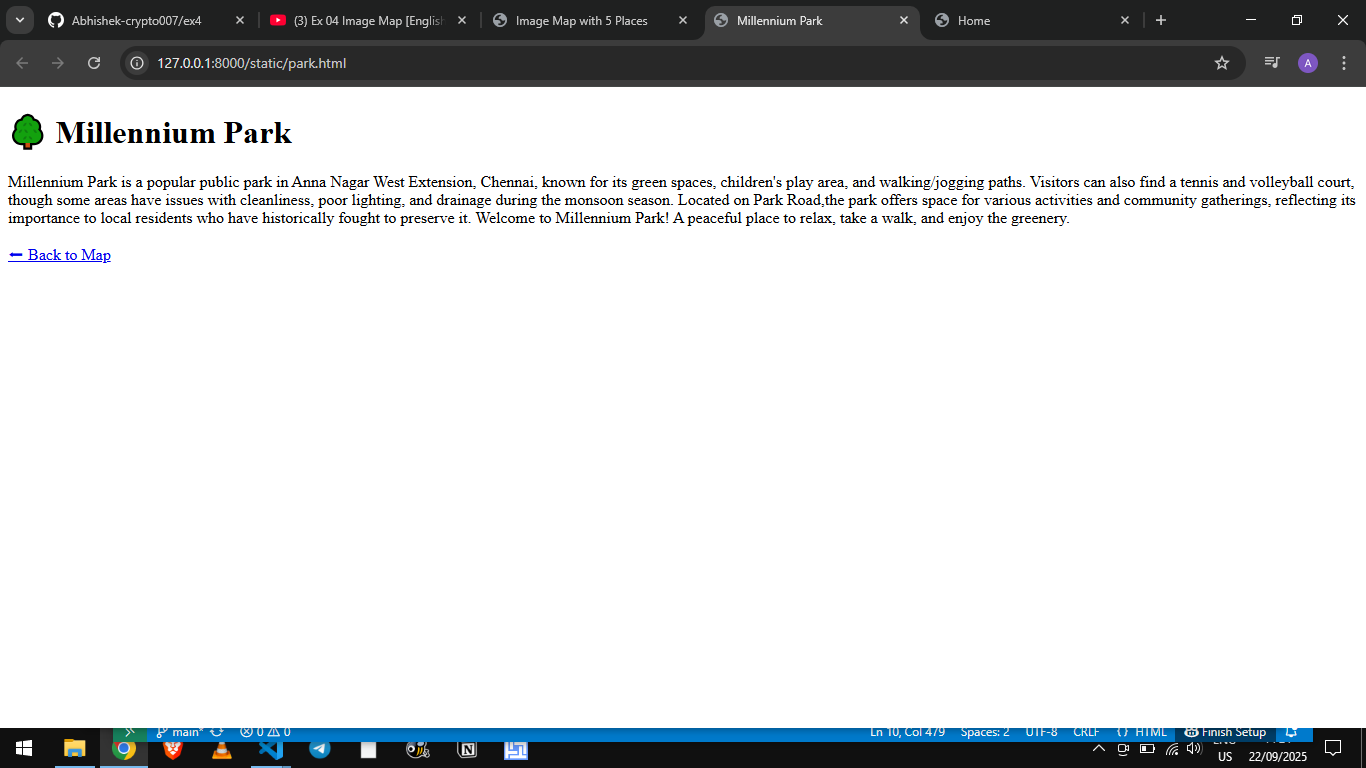 Abhishek-crypto007/ex4
(3) Ex 04 Image Map [English
Image Map with 5 Places
Millennium Park
Home
127.0.0.1:8000/static/park.html
A
🌳 Millennium Park
Millennium Park is a popular public park in Anna Nagar West Extension, Chennai, known for its green spaces, children's play area, and walking/jogging paths. Visitors can also find a tennis and volleyball court,
though some areas have issues with cleanliness, poor lighting, and drainage during the monsoon season. Located on Park Road,the park offers space for various activities and community gatherings, reflecting its
importance to local residents who have historically fought to preserve it. Welcome to Millennium Park! A peaceful place to relax, take a walk, and enjoy the greenery.
⬅ Back to Map
main* 0 0 Ln 10, Col 479 Spaces: 2 UTF-8 CRLF {} HTML Finish Setup
US
22/09/2025